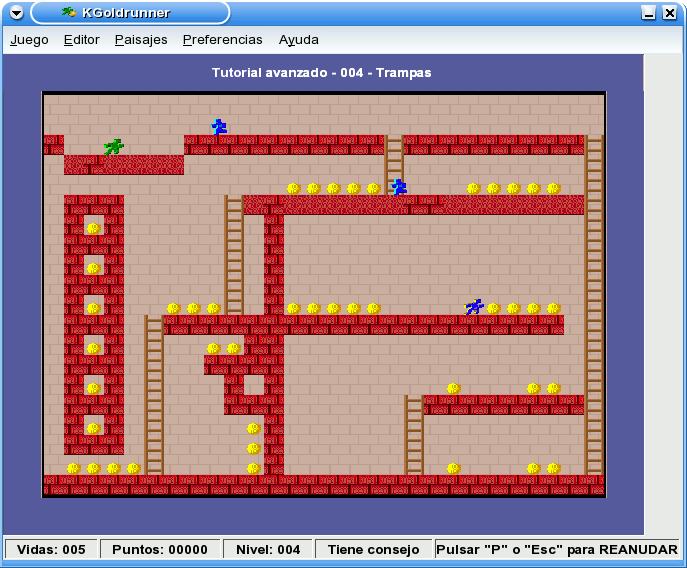 KGoldrunner
Juego Editor Paisajes Preferencias Ayuda
Tutorial avanzado - 004 - Trampas
Vidas: 005 Puntos: 00000 Nivel: 004 Tiene consejo Pulsar "P" o "Esc" para REANUDAR